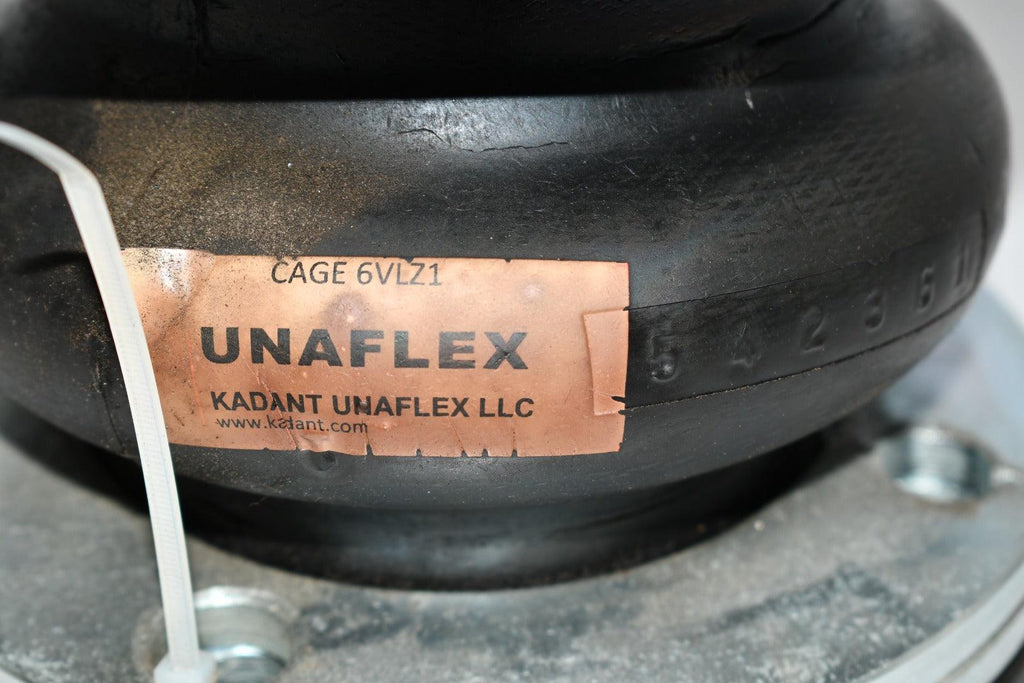 CAGE 6VLZ1
UNAFLEX
KADANT UNAFLEX LLC
www.kadant.com
5 4 2 3 6